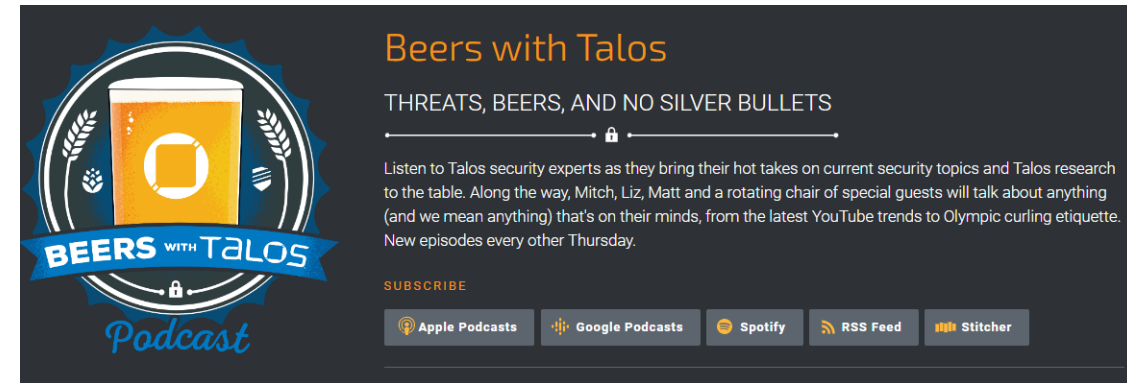 Beers with Talos
THREATS, BEERS, AND NO SILVER BULLETS
Listen to Talos security experts as they bring their hot takes on current security topics and Talos research
to the table. Along the way, Mitch, Liz, Matt and a rotating chair of special guests will talk about anything
(and we mean anything) that's on their minds, from the latest YouTube trends to Olympic curling etiquette.
New episodes every other Thursday.
SUBSCRIBE
Apple Podcasts Google Podcasts Spotify RSS Feed Stitcher
BEERS WITH TALOS
Podcast